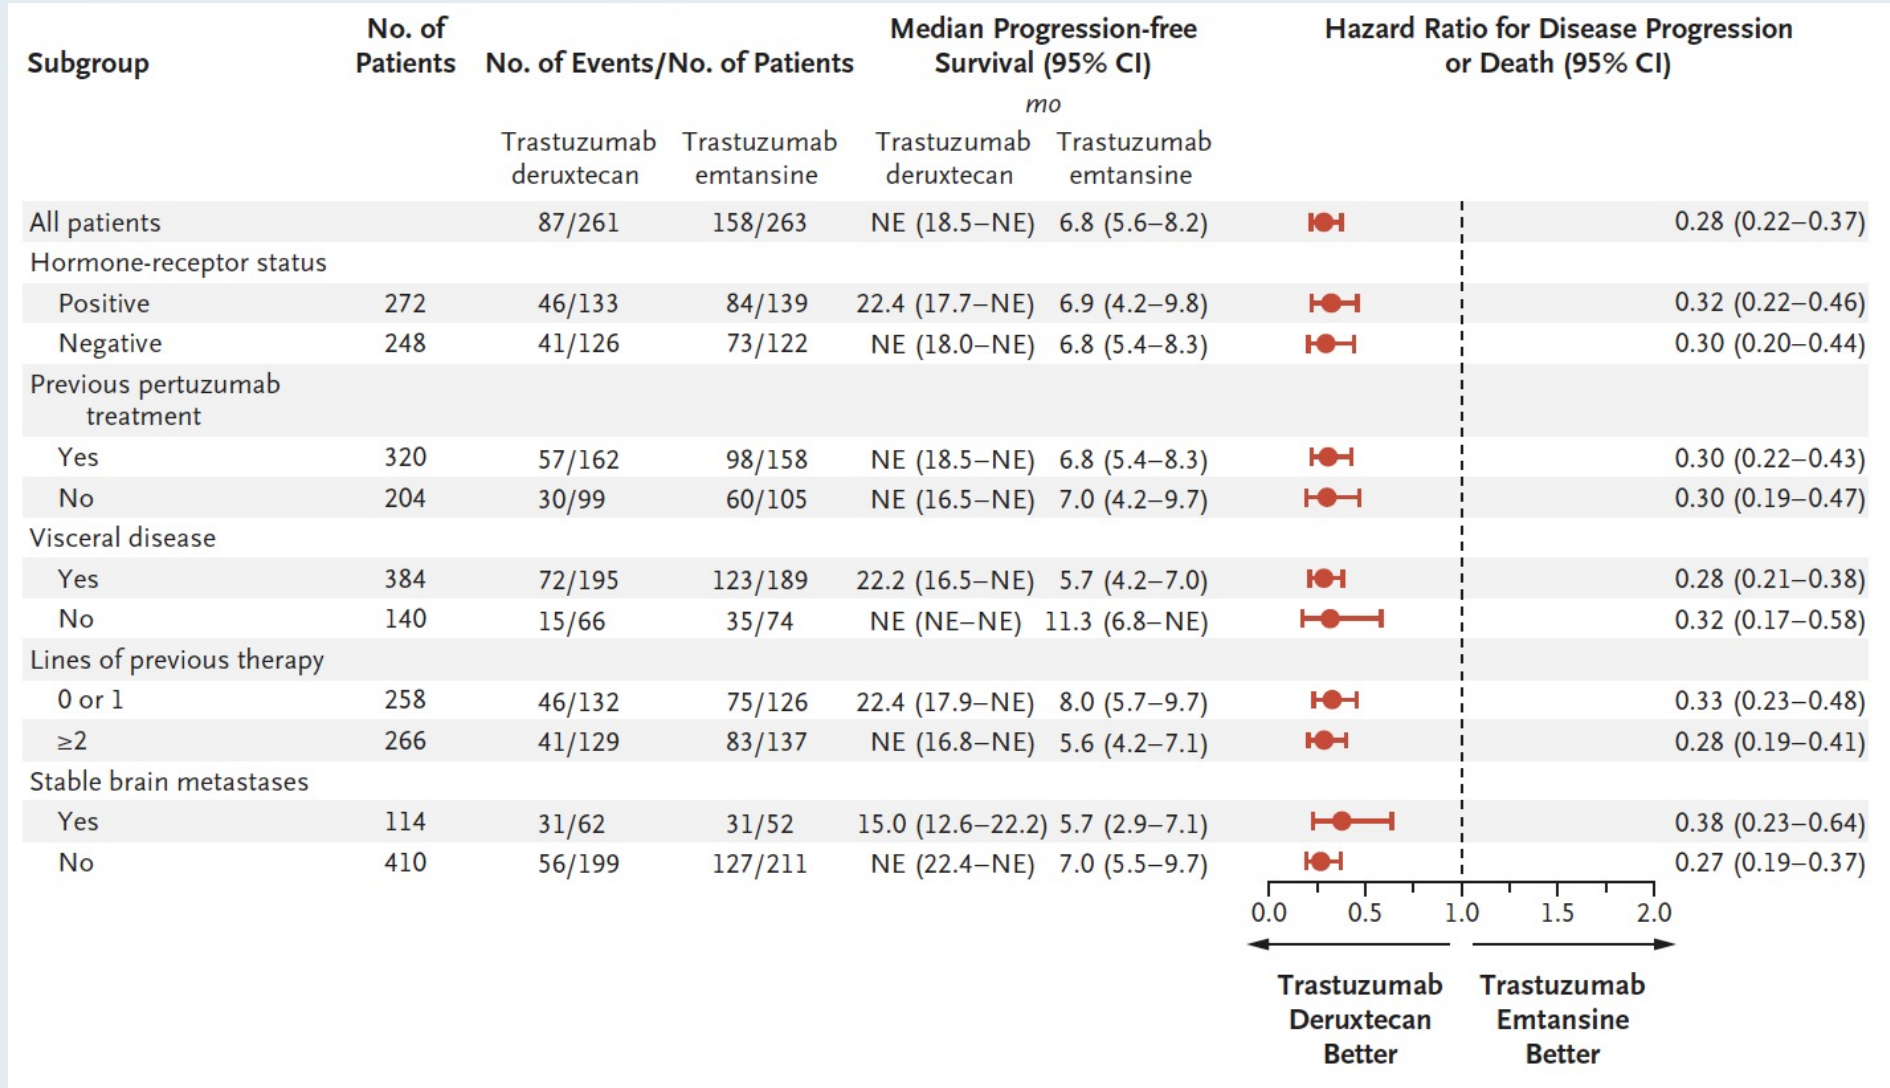 Subgroup No. of Patients No. of Events/No. of Patients Median Progression-free Survival (95% CI) Hazard Ratio for Disease Progression or Death (95% CI)
mo
Trastuzumab deruxtecan Trastuzumab emtansine Trastuzumab deruxtecan Trastuzumab emtansine
All patients 87/261 158/263 NE (18.5–NE) 6.8 (5.6–8.2) 0.28 (0.22–0.37)
Hormone-receptor status
Positive 272 46/133 84/139 22.4 (17.7–NE) 6.9 (4.2–9.8) 0.32 (0.22–0.46)
Negative 248 41/126 73/122 NE (18.0–NE) 6.8 (5.4–8.3) 0.30 (0.20–0.44)
Previous pertuzumab
treatment
Yes 320 57/162 98/158 NE (18.5–NE) 6.8 (5.4–8.3) 0.30 (0.22–0.43)
No 204 30/99 60/105 NE (16.5–NE) 7.0 (4.2–9.7) 0.30 (0.19–0.47)
Visceral disease
Yes 384 72/195 123/189 22.2 (16.5–NE) 5.7 (4.2–7.0) 0.28 (0.21–0.38)
No 140 15/66 35/74 NE (NE–NE) 11.3 (6.8–NE) 0.32 (0.17–0.58)
Lines of previous therapy
0 or 1 258 46/132 75/126 22.4 (17.9–NE) 8.0 (5.7–9.7) 0.33 (0.23–0.48)
≥2 266 41/129 83/137 NE (16.8–NE) 5.6 (4.2–7.1) 0.28 (0.19–0.41)
Stable brain metastases
Yes 114 31/62 31/52 15.0 (12.6–22.2) 5.7 (2.9–7.1) 0.38 (0.23–0.64)
No 410 56/199 127/211 NE (22.4–NE) 7.0 (5.5–9.7) 0.27 (0.19–0.37)
0.0 0.5 1.0 1.5 2.0
Trastuzumab Deruxtecan Better Trastuzumab Emtansine Better